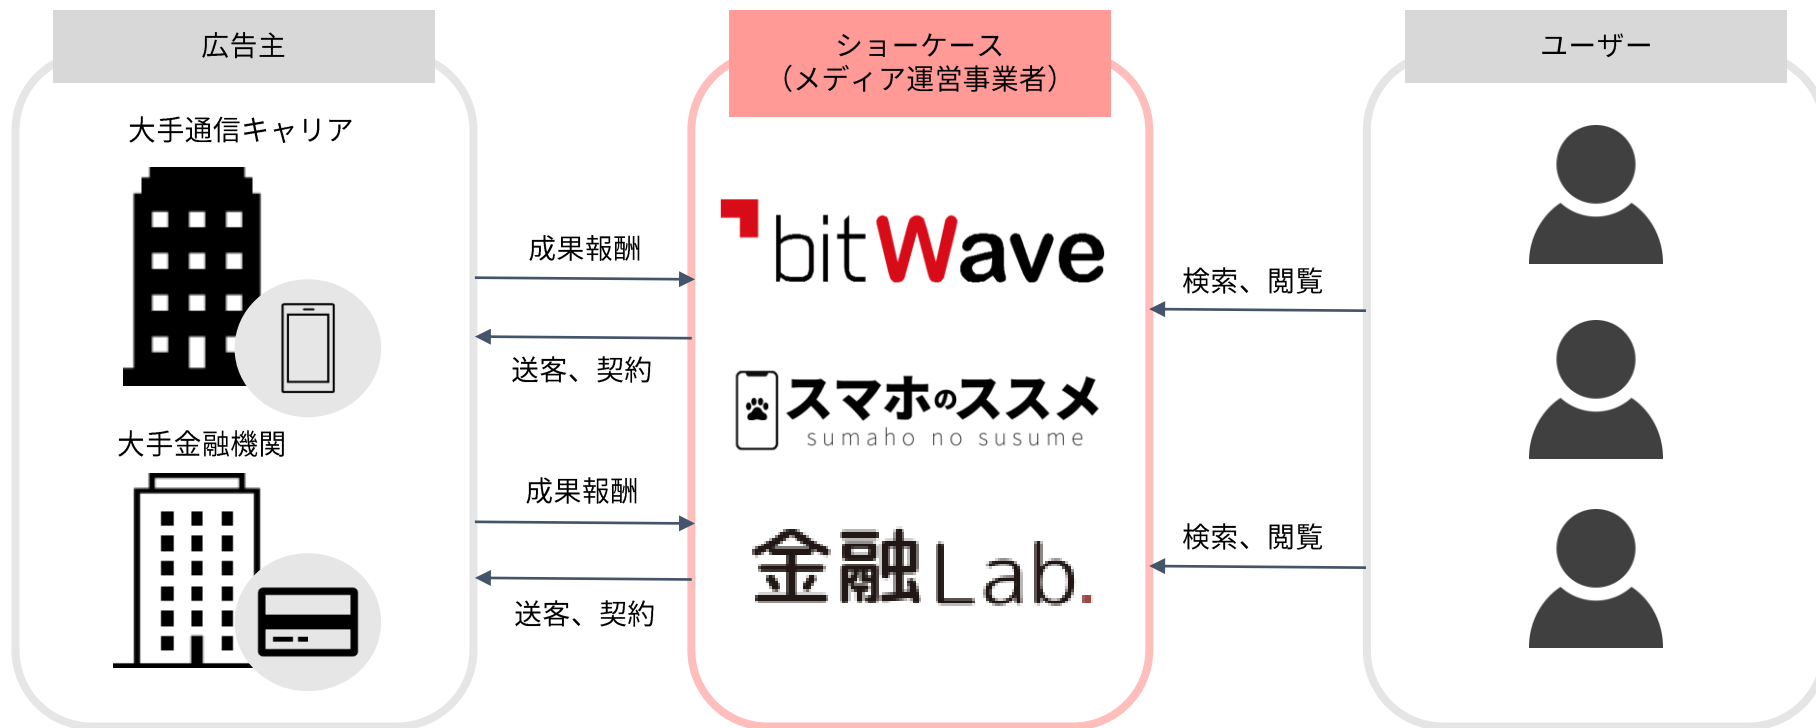 広告主
大手通信キャリア
大手金融機関
成果報酬
送客、契約
成果報酬
送客、契約
ショーケース
（メディア運営事業者）
bitWave
スマホのススメ
sumaho no susume
金融Lab.
検索、閲覧
検索、閲覧
ユーザー